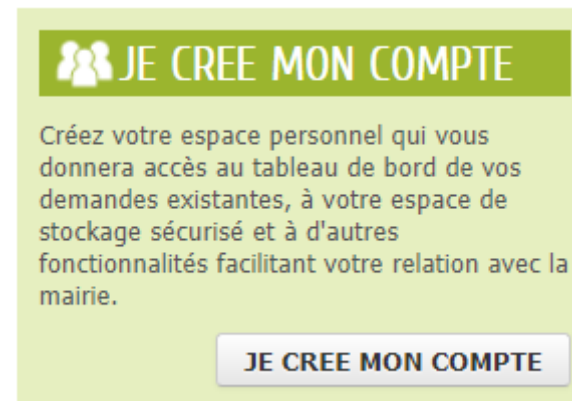 JE CREE MON COMPTE
Créez votre espace personnel qui vous
donnera accès au tableau de bord de vos
demandes existantes, à votre espace de
stockage sécurisé et à d'autres
fonctionnalités facilitant votre relation avec la
mairie.
JE CREE MON COMPTE